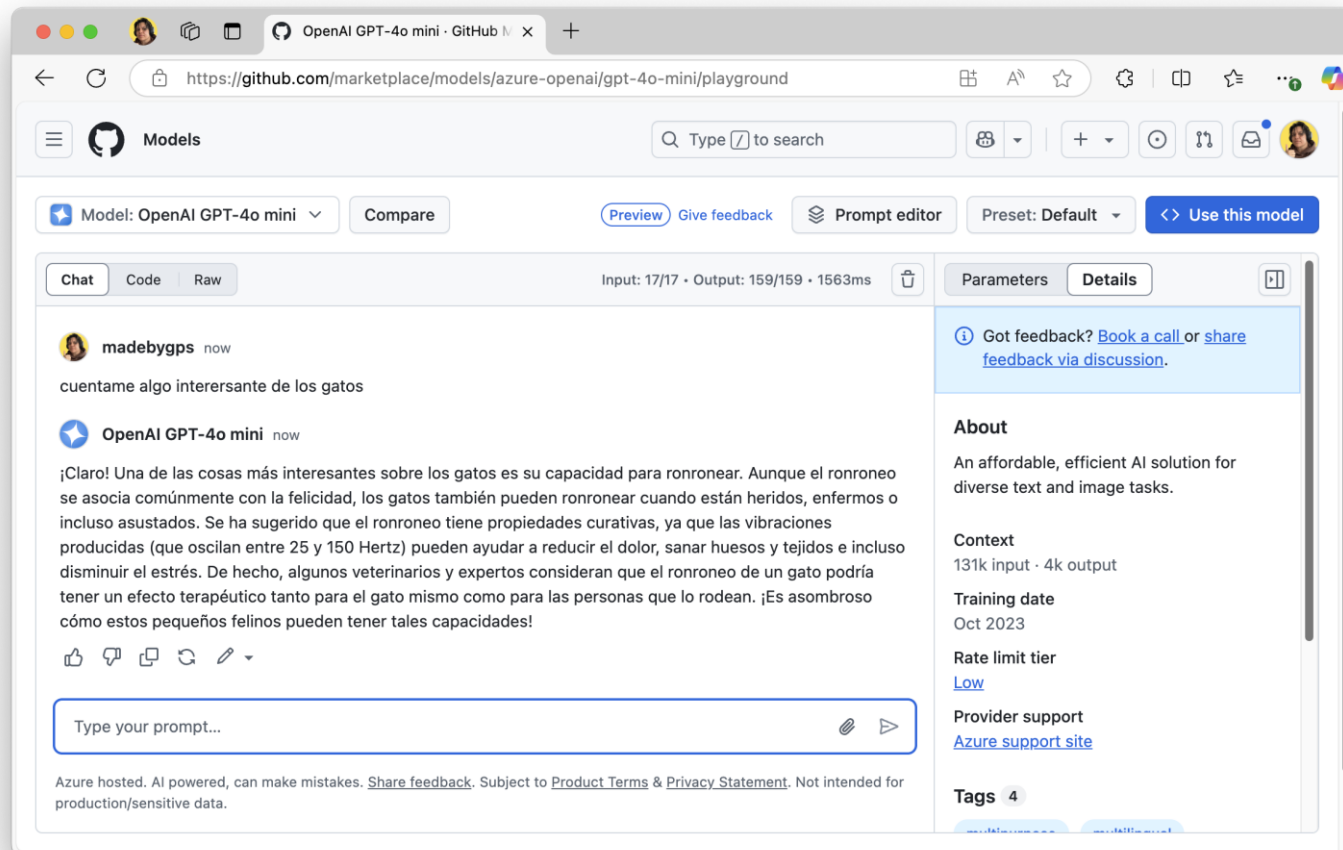 OpenAI GPT-4o mini · GitHub M
https://github.com/marketplace/models/azure-openai/gpt-4o-mini/playground
Models
Type / to search
Model: OpenAI GPT-4o mini
Compare
Preview
Give feedback
Prompt editor
Preset: Default
Use this model
Chat
Code
Raw
Input: 17/17 • Output: 159/159 • 1563ms
madebygps now
cuentame algo interersante de los gatos
OpenAI GPT-4o mini now
¡Claro! Una de las cosas más interesantes sobre los gatos es su capacidad para ronronear. Aunque el ronroneo
se asocia comúnmente con la felicidad, los gatos también pueden ronronear cuando están heridos, enfermos o
incluso asustados. Se ha sugerido que el ronroneo tiene propiedades curativas, ya que las vibraciones
producidas (que oscilan entre 25 y 150 Hertz) pueden ayudar a reducir el dolor, sanar huesos y tejidos e incluso
disminuir el estrés. De hecho, algunos veterinarios y expertos consideran que el ronroneo de un gato podría
tener un efecto terapéutico tanto para el gato mismo como para las personas que lo rodean. ¡Es asombroso
cómo estos pequeños felinos pueden tener tales capacidades!
Type your prompt...
Azure hosted. AI powered, can make mistakes. Share feedback. Subject to Product Terms & Privacy Statement. Not intended for
production/sensitive data.
Parameters
Details
Got feedback? Book a call or share
feedback via discussion.
About
An affordable, efficient AI solution for
diverse text and image tasks.
Context
131k input · 4k output
Training date
Oct 2023
Rate limit tier
Low
Provider support
Azure support site
Tags 4
multipurpose
multilingual